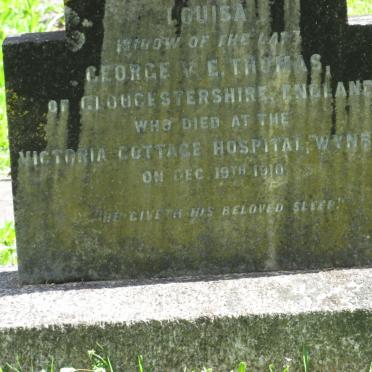 LOUISA
WIDOW OF THE LATE
GEORGE V. E. THOMAS,
OF GLOUCESTERSHIRE, ENGLAND
WHO DIED AT THE
VICTORIA COTTAGE HOSPITAL, WYNB
ON DEC. 19TH 1910.
"HE GIVETH HIS BELOVED SLEEP"